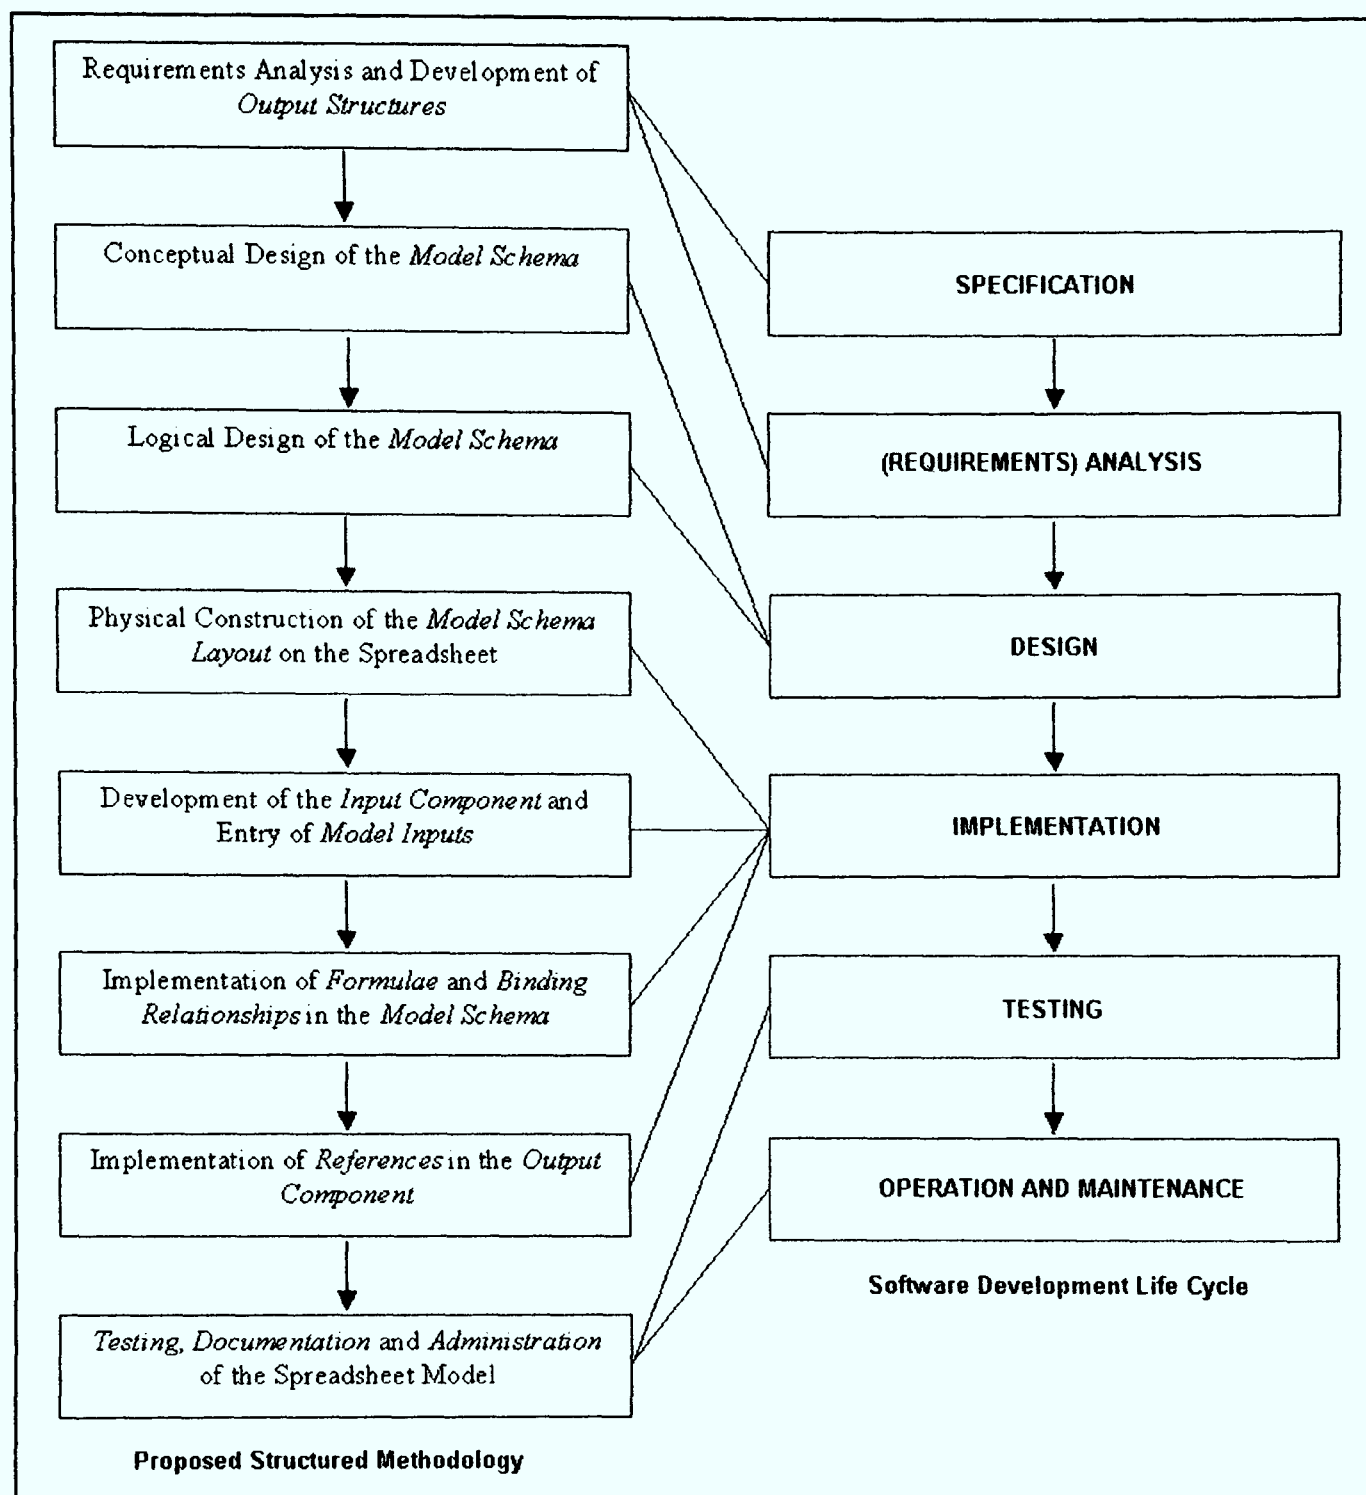 Requirements Analysis and Development of
Output Structures
Conceptual Design of the Model Schema
Logical Design of the Model Schema
Physical Construction of the Model Schema
Layout on the Spreadsheet
Development of the Input Component and
Entry of Model Inputs
Implementation of Formulae and Binding
Relationships in the Model Schema
Implementation of References in the Output
Component
Testing, Documentation and Administration
of the Spreadsheet Model
Proposed Structured Methodology
SPECIFICATION
(REQUIREMENTS) ANALYSIS
DESIGN
IMPLEMENTATION
TESTING
OPERATION AND MAINTENANCE
Software Development Life Cycle